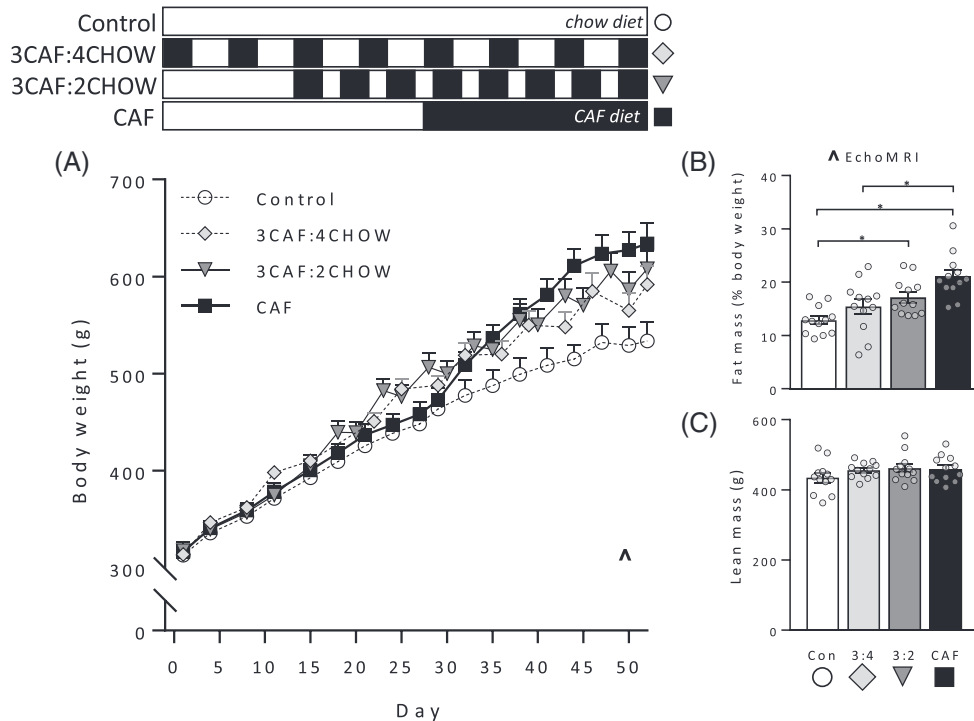 Control
chow diet
3CAF:4CHOW
3CAF:2CHOW
CAF
CAF diet
(A)
700
600
500
400
300
0
Body weight (g)
Control
3CAF:4CHOW
3CAF:2CHOW
CAF
^
0 5 10 15 20 25 30 35 40 45 50
Day
(B)
^ EchoMRI
40
30
20
10
0
Fat mass (% body weight)
*
*
*
(C)
600
400
200
0
Lean mass (g)
Con 3:4 3:2 CAF